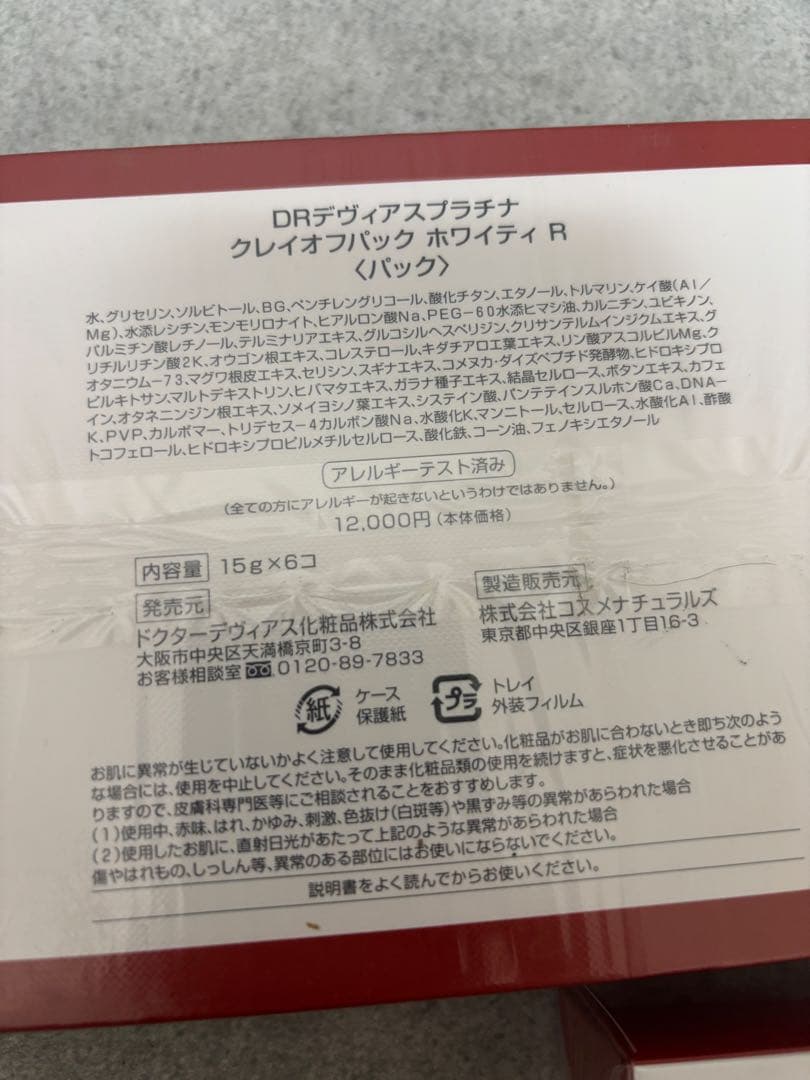 DRデヴィアスプラチナ
クレイオフパック ホワイティ R
〈パック〉
水、グリセリン、ソルビトール、BG、ペンチレングリコール、酸化チタン、エタノール、トルマリン、ケイ酸(Al/
Mg)、水添レシチン、モンモリロナイト、ヒアルロン酸Na、PEG-60水添ヒマシ油、カルニチン、ユビキノン、
パルミチン酸レチノール、テルミナリアエキス、グルコシルヘスペリジン、クリサンテルムインジクムエキス、グ
リチルリチン酸2K、オウゴン根エキス、コレステロール、キダチアロエ葉エキス、リン酸アスコルビルMg、ク
オタニウム-73、マグワ根皮エキス、セリシン、スギナエキス、コメヌカ・ダイズペプチド発酵物、ヒドロキシプロ
ピルキトサン、マルトデキストリン、ヒバマタエキス、ガラナ種子エキス、結晶セルロース、ボタンエキス、カフェ
イン、オタネニンジン根エキス、ソメイヨシノ葉エキス、システイン酸、パンテテインスルホン酸Ca、DNA-
K、PVP、カルボマー、トリデセス-4カルボン酸Na、水酸化K、マンニトール、セルロース、水酸化Al、酢酸
トコフェロール、ヒドロキシプロピルメチルセルロース、酸化鉄、コーン油、フェノキシエタノール
アレルギーテスト済み
(全ての方にアレルギーが起きないというわけではありません。)
12,000円(本体価格)
内容量 15g×6コ
発売元
ドクターデヴィアス化粧品株式会社
大阪市中央区天満橋京町3-8
お客様相談室 0120-89-7833
製造販売元
株式会社コスメナチュラルズ
東京都中央区銀座1丁目16-3
紙 ケース
保護紙
プラ トレイ
外装フィルム
お肌に異常が生じていないかよく注意して使用してください。化粧品がお肌に合わないとき即ち次のよう
な場合には、使用を中止してください。そのまま化粧品類の使用を続けますと、症状を悪化させることがあ
りますので、皮膚科専門医等にご相談されることをおすすめします。
(1)使用中、赤味、はれ、かゆみ、刺激、色抜け(白斑等)や黒ずみ等の異常があらわれた場合
(2)使用したお肌に、直射日光があたって上記のような異常があらわれた場合
傷やはれもの、しっしん等、異常のある部位にはお使いにならないでください。
説明書をよく読んでからお使いください。